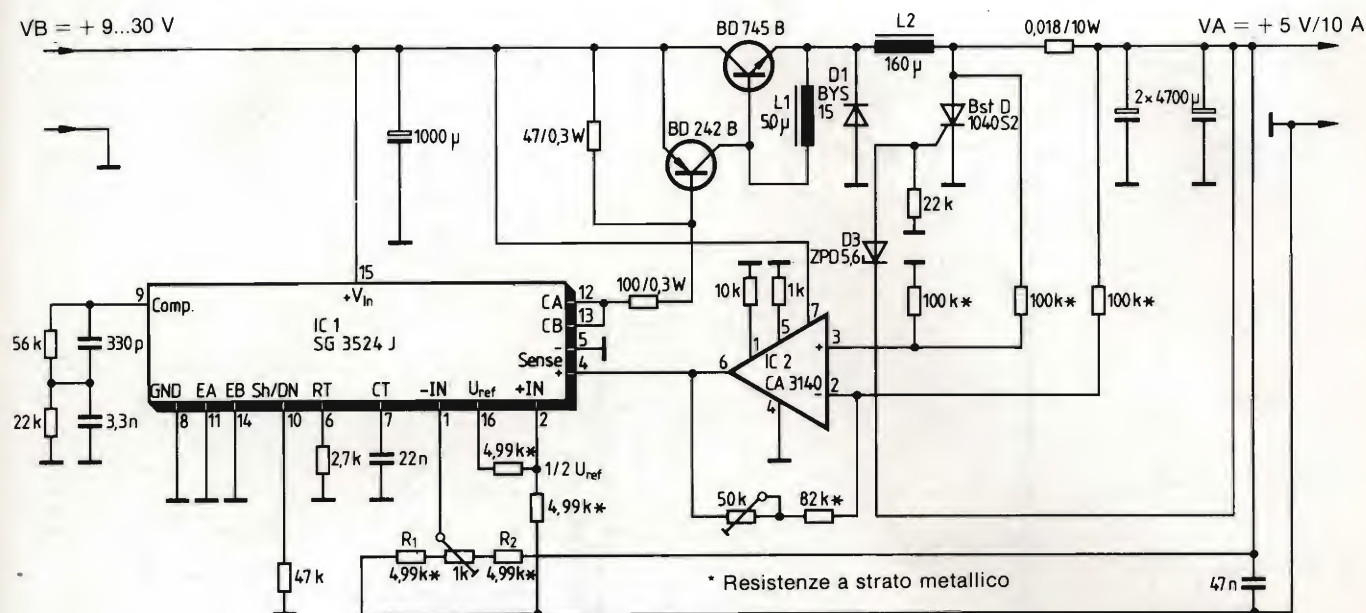 VB = + 9...30 V
BD 745 B
L2
160 µ
0,018/10W
VA = + 5 V/10 A
1000 µ
47/0,3W
BD 242 B
L1
50µ
D1
BYS
15
Bst D
1040S2
2×4700µ
22 k
D3
ZPD5,6
100k*
100k*
100k*
15
+VIn
9
Comp.
IC 1
SG 3524 J
CA
12
CB
13
-
5
Sense
+
4
100/0,3W
10k
1k
1
5
7
IC 2
CA 3140
+
3
-
2
6
4
56 k
330p
22k
3,3n
GND
EA
EB
Sh/DN
RT
CT
-IN
Uref
+IN
8
11
14
10
6
7
1
16
2
2,7k
22n
4,99k*
1/2 Uref
4,99k*
50k
82k*
47 k
R1
4,99k*
1k
R2
4,99k*
* Resistenze a strato metallico
47n